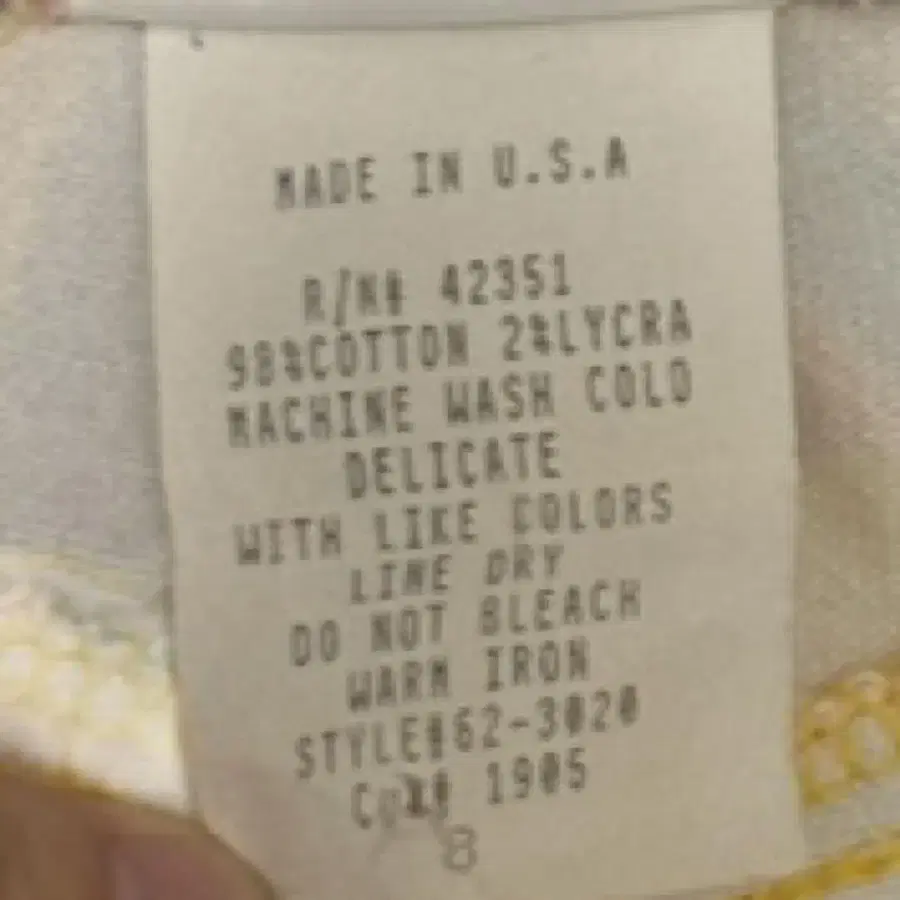 MADE IN U.S.A
R/N# 42351
98%COTTON 2%LYCRA
MACHINE WASH COLD
DELICATE
WITH LIKE COLORS
LINE DRY
DO NOT BLEACH
WARM IRON
STYLE#62-3020
1905
8